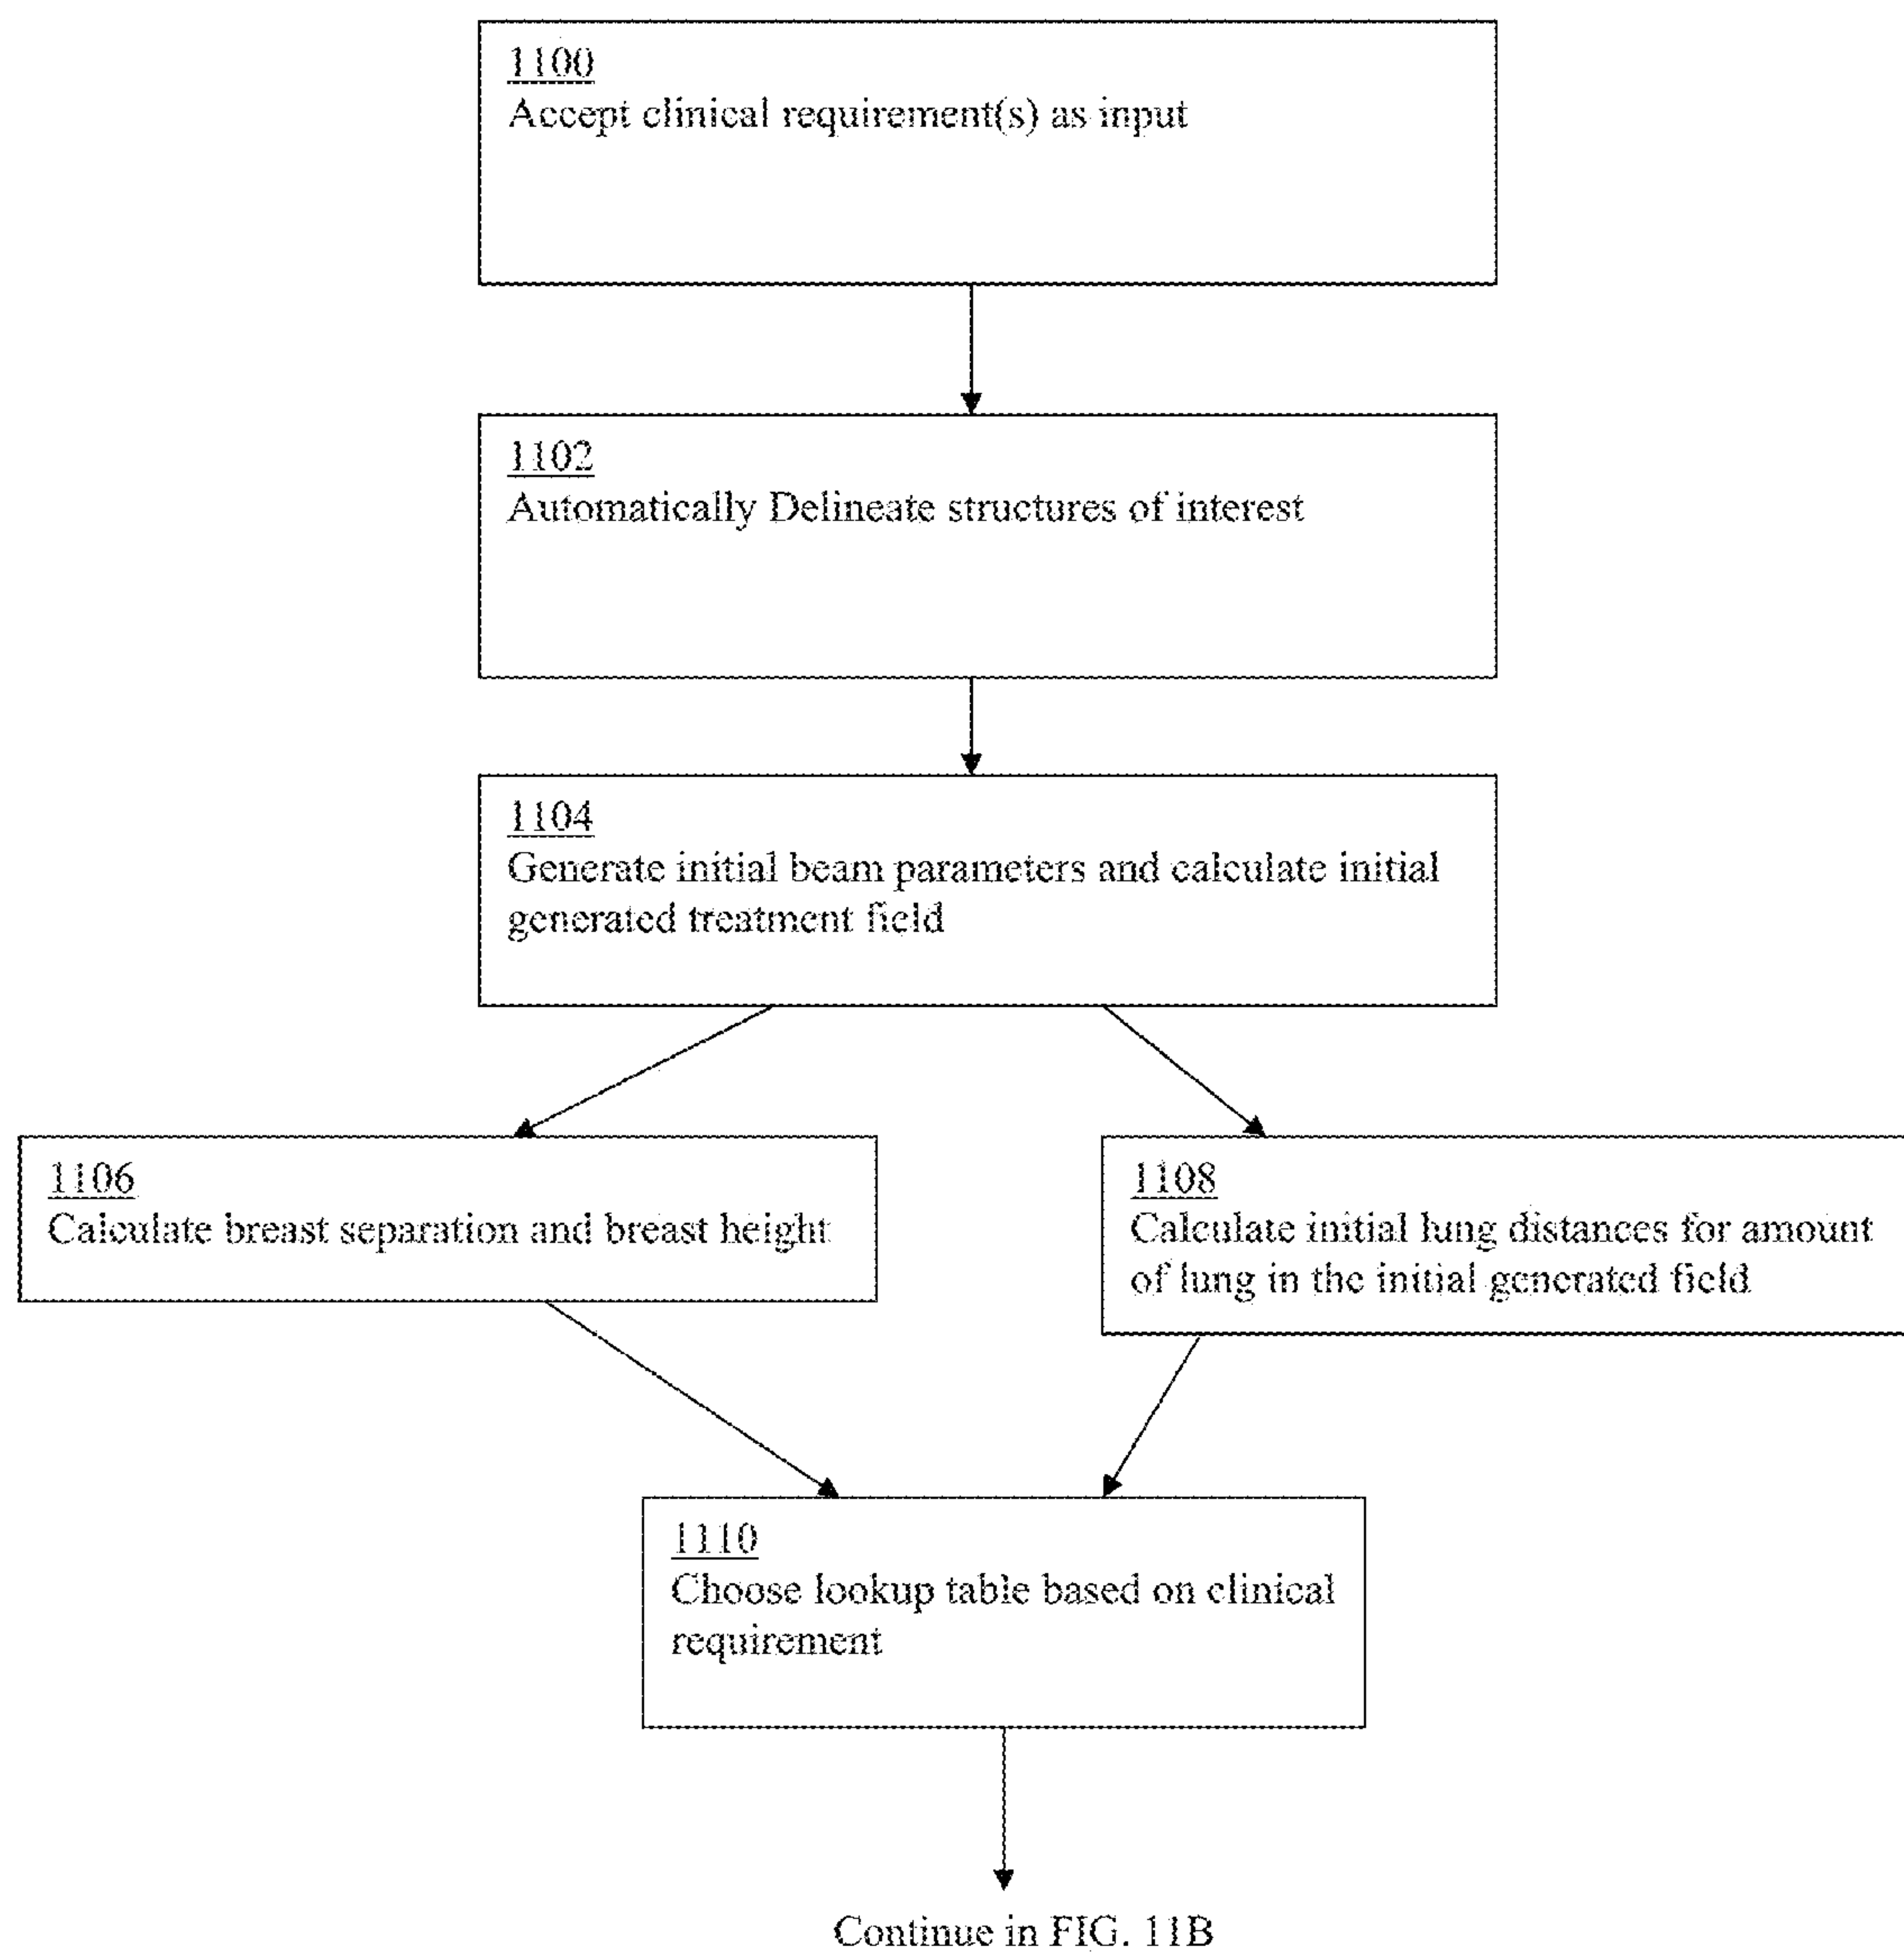 1100
Accept clinical requirement(s) as input
1102
Automatically Delineate structures of interest
1104
Generate initial beam parameters and calculate initial
generated treatment field
1106
Calculate breast separation and breast height
1108
Calculate initial lung distances for amount
of lung in the initial generated field
1110
Choose lookup table based on clinical
requirement
Continue in FIG. 11B